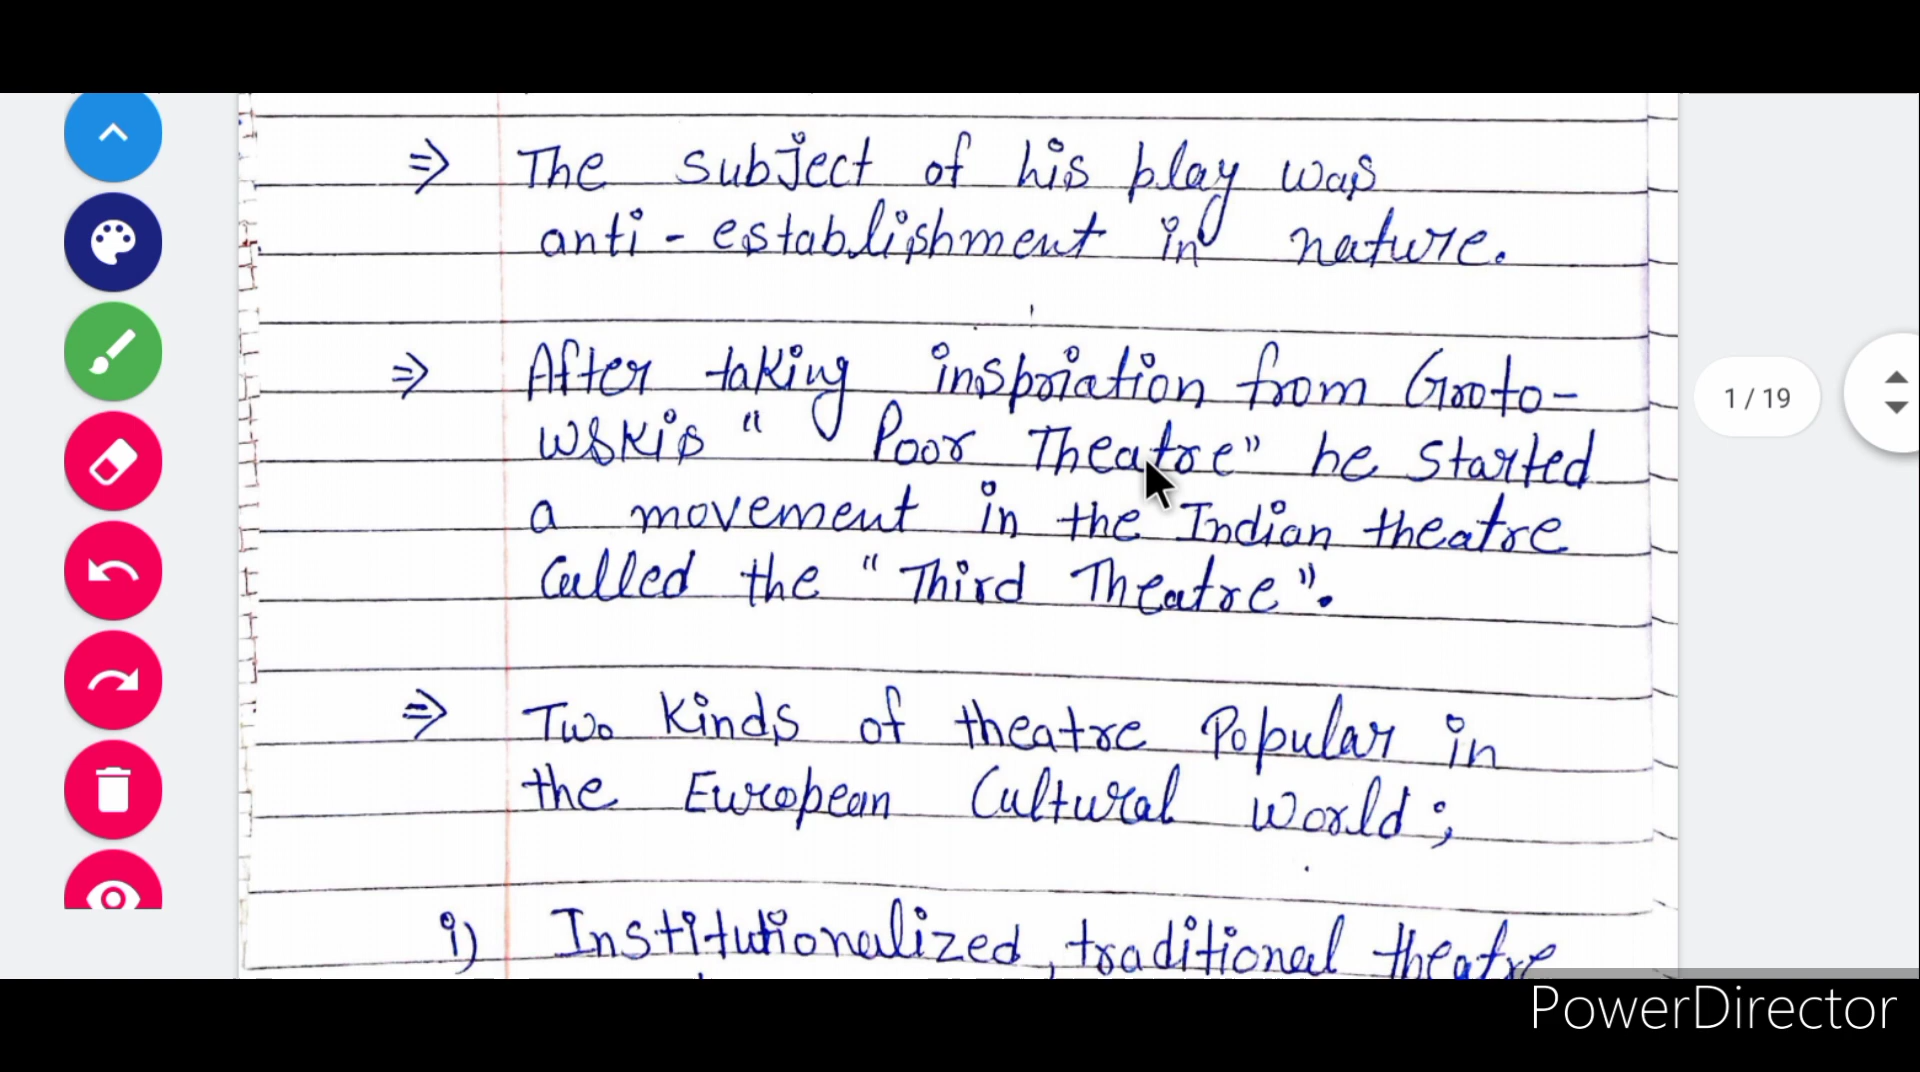 ⇒ The subject of his play was
anti-establishment in nature.
⇒ After taking inspriation from Groto-
wskis " Poor Theatre" he started
a movement in the Indian theatre
Called the "Third Theatre".
⇒ Two Kinds of theatre Popular in
the European Cultural World;
i) Institutionalized, traditional theatre
1 / 19
PowerDirector